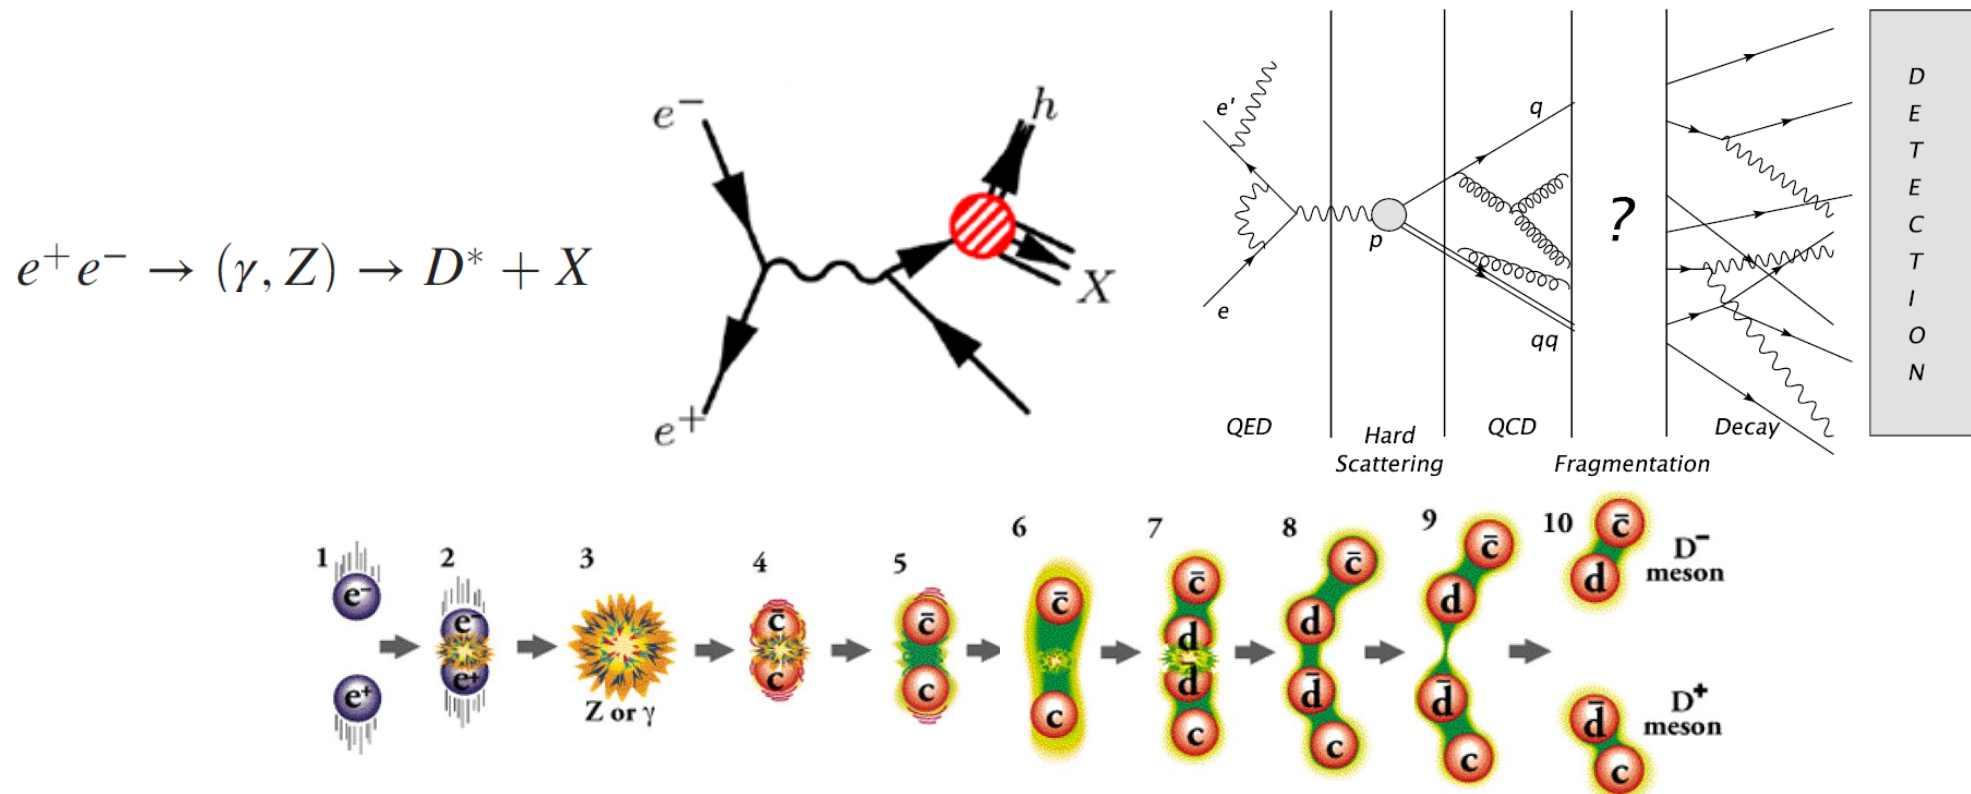 e⁺e⁻ → (γ, Z) → D* + X
e⁻
e⁺
h
X
e'
e
p
q
qq
?
QED
Hard
Scattering
QCD
Fragmentation
Decay
D
E
T
E
C
T
I
O
N
1
e⁻
e⁺
2
e⁻
e⁺
3
Z or γ
4
c̄
c
5
c̄
c
6
c̄
c
7
c̄
d
d̄
c
8
c̄
d
d̄
c
9
c̄
d
d̄
c
10
c̄
d
D⁻
meson
d̄
c
D⁺
meson